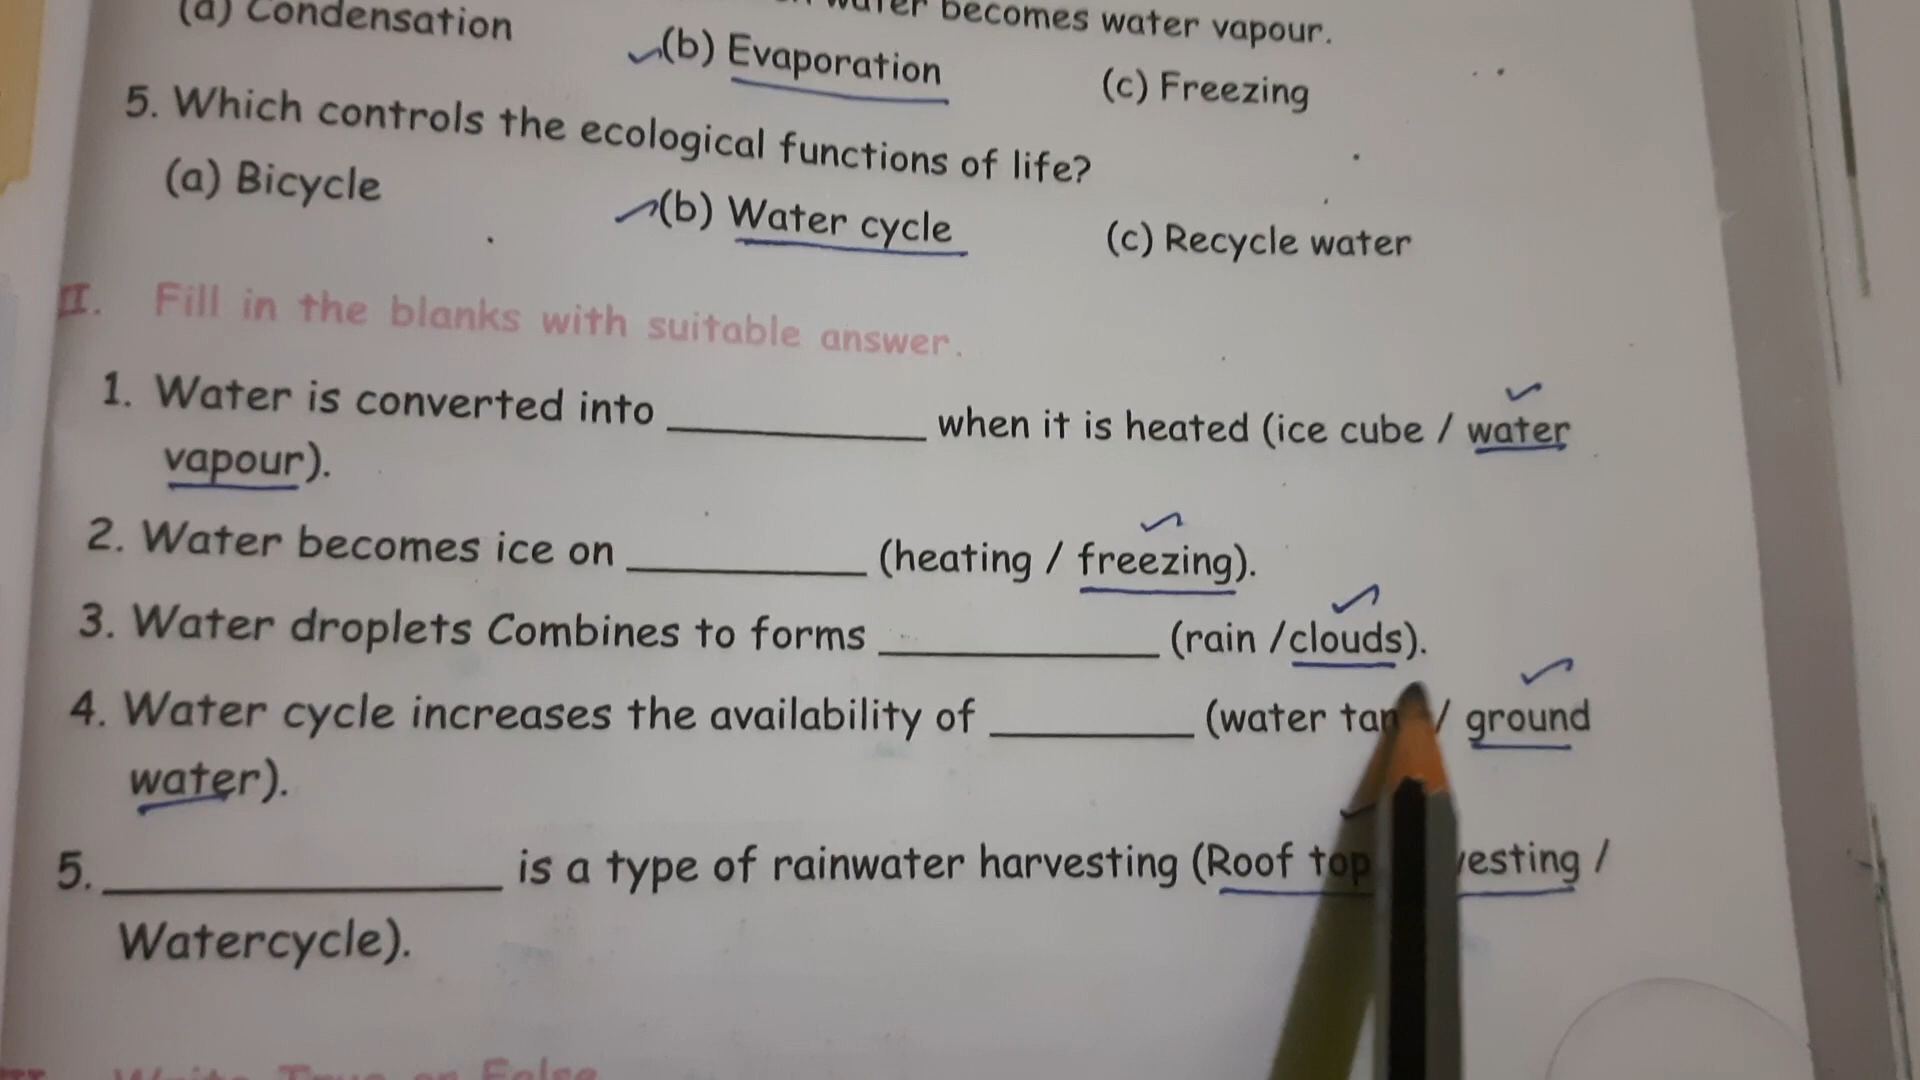 (a) Condensation
becomes water vapour.
(b) Evaporation
(c) Freezing
5. Which controls the ecological functions of life?
(a) Bicycle
(b) Water cycle
(c) Recycle water
II. Fill in the blanks with suitable answer.
1. Water is converted into __________ when it is heated (ice cube / water
vapour).
2. Water becomes ice on __________ (heating / freezing).
3. Water droplets Combines to forms __________ (rain /clouds).
4. Water cycle increases the availability of __________ (water / ground
water).
5. __________ is a type of rainwater harvesting (Roof top /
Watercycle).